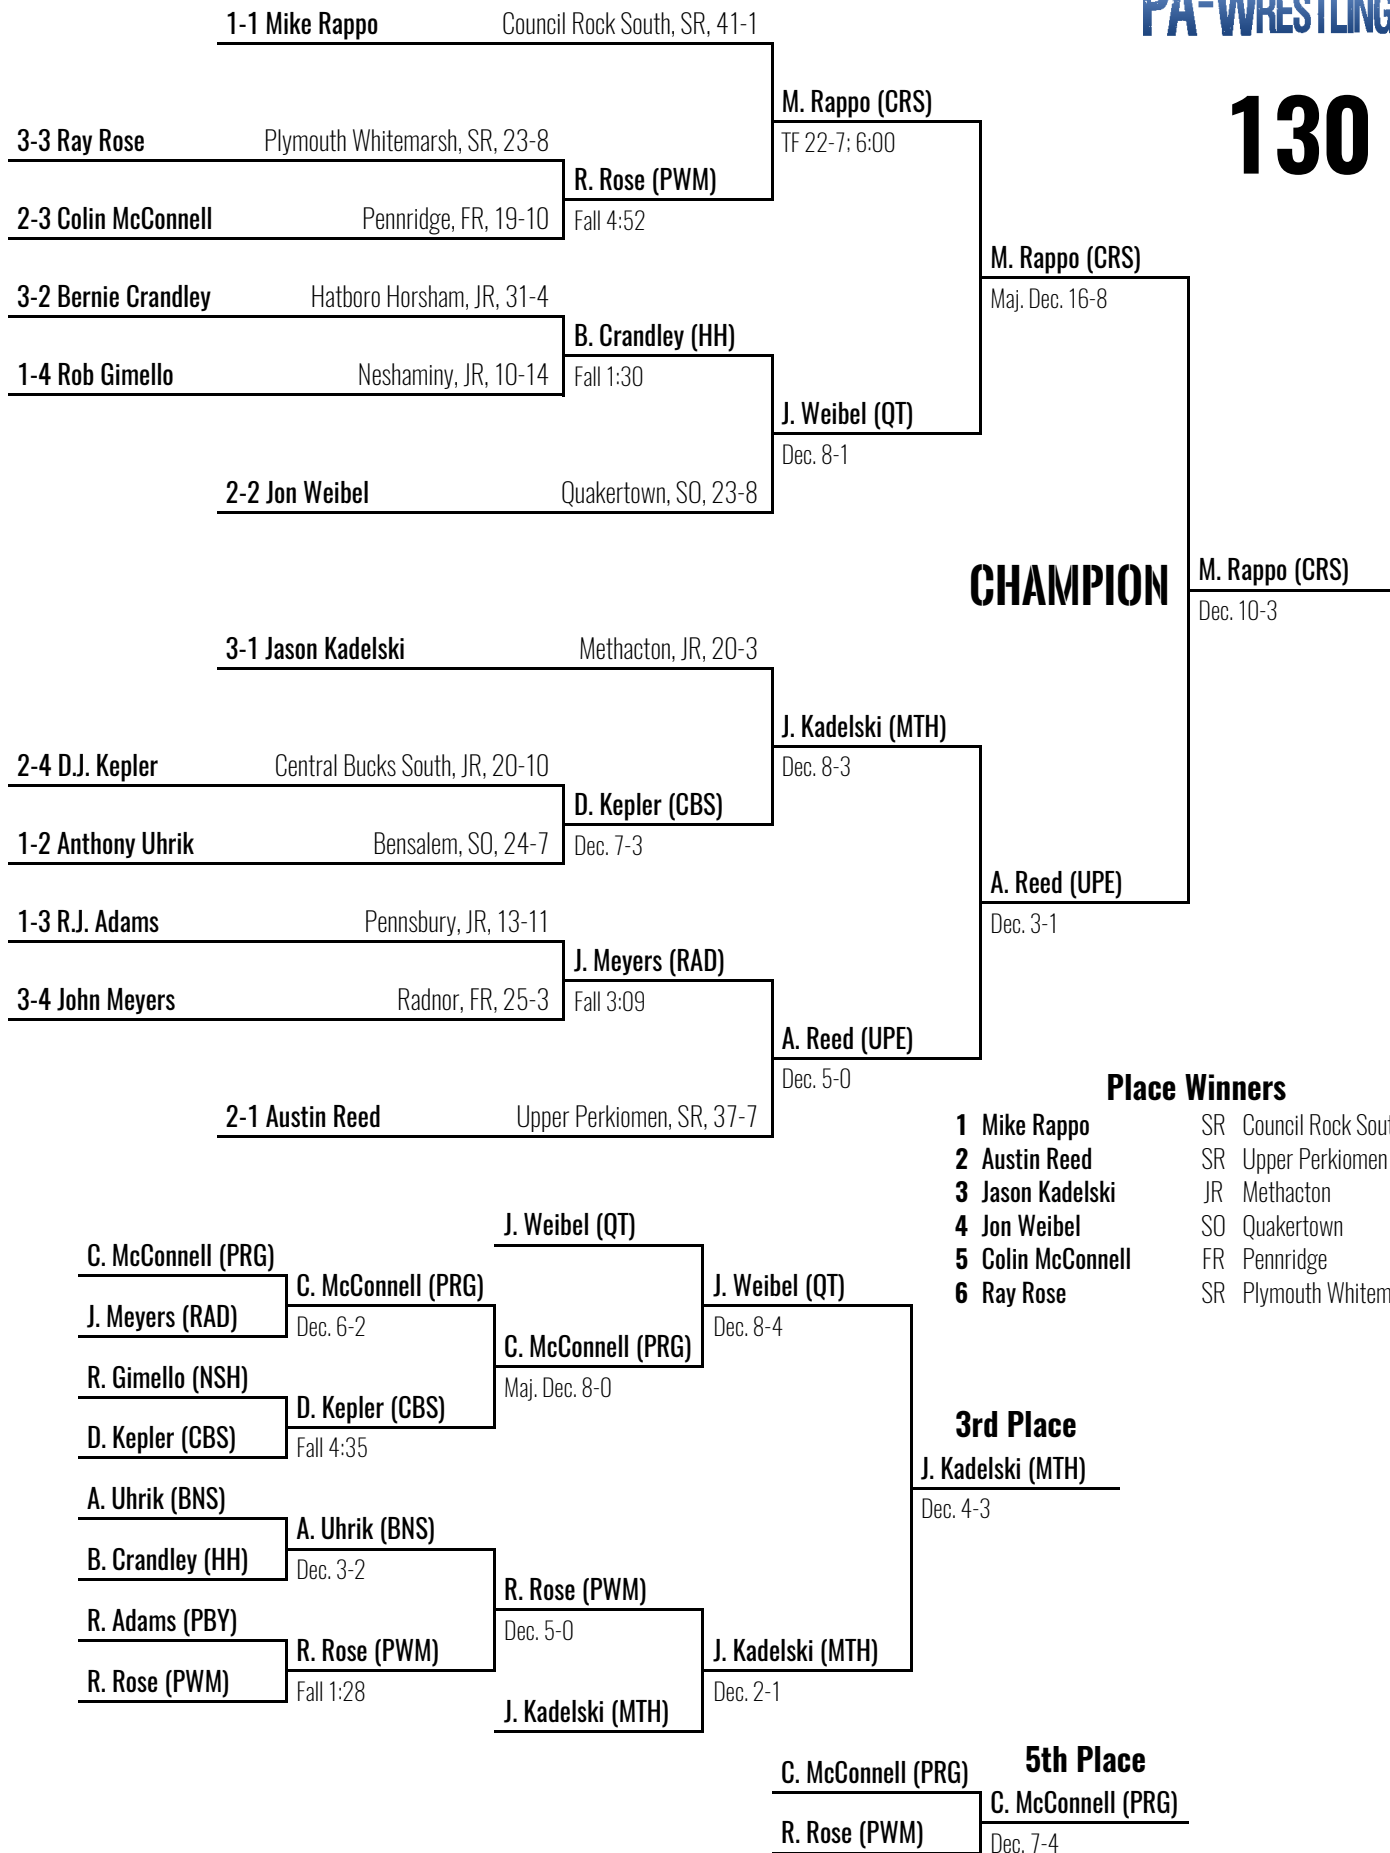 PA-WRESTLING
130
1-1 Mike Rappo Council Rock South, SR, 41-1
M. Rappo (CRS)
TF 22-7; 6:00
3-3 Ray Rose Plymouth Whitemarsh, SR, 23-8
R. Rose (PWM)
Fall 4:52
2-3 Colin McConnell Pennridge, FR, 19-10
M. Rappo (CRS)
Maj. Dec. 16-8
3-2 Bernie Crandley Hatboro Horsham, JR, 31-4
B. Crandley (HH)
Fall 1:30
1-4 Rob Gimello Neshaminy, JR, 10-14
J. Weibel (QT)
Dec. 8-1
2-2 Jon Weibel Quakertown, SO, 23-8
CHAMPION
M. Rappo (CRS)
Dec. 10-3
3-1 Jason Kadelski Methacton, JR, 20-3
J. Kadelski (MTH)
Dec. 8-3
2-4 D.J. Kepler Central Bucks South, JR, 20-10
D. Kepler (CBS)
Dec. 7-3
1-2 Anthony Uhrik Bensalem, SO, 24-7
A. Reed (UPE)
Dec. 3-1
1-3 R.J. Adams Pennsbury, JR, 13-11
J. Meyers (RAD)
Fall 3:09
3-4 John Meyers Radnor, FR, 25-3
A. Reed (UPE)
Dec. 5-0
2-1 Austin Reed Upper Perkiomen, SR, 37-7
Place Winners
1 Mike Rappo SR Council Rock Sout
2 Austin Reed SR Upper Perkiomen
3 Jason Kadelski JR Methacton
4 Jon Weibel SO Quakertown
5 Colin McConnell FR Pennridge
6 Ray Rose SR Plymouth Whitem
J. Weibel (QT)
C. McConnell (PRG)
C. McConnell (PRG)
Dec. 6-2
J. Meyers (RAD)
J. Weibel (QT)
Dec. 8-4
C. McConnell (PRG)
Maj. Dec. 8-0
R. Gimello (NSH)
D. Kepler (CBS)
Fall 4:35
D. Kepler (CBS)
3rd Place
J. Kadelski (MTH)
Dec. 4-3
A. Uhrik (BNS)
A. Uhrik (BNS)
Dec. 3-2
B. Crandley (HH)
R. Rose (PWM)
Dec. 5-0
R. Adams (PBY)
R. Rose (PWM)
Fall 1:28
R. Rose (PWM)
J. Kadelski (MTH)
Dec. 2-1
J. Kadelski (MTH)
5th Place
C. McConnell (PRG)
C. McConnell (PRG)
Dec. 7-4
R. Rose (PWM)